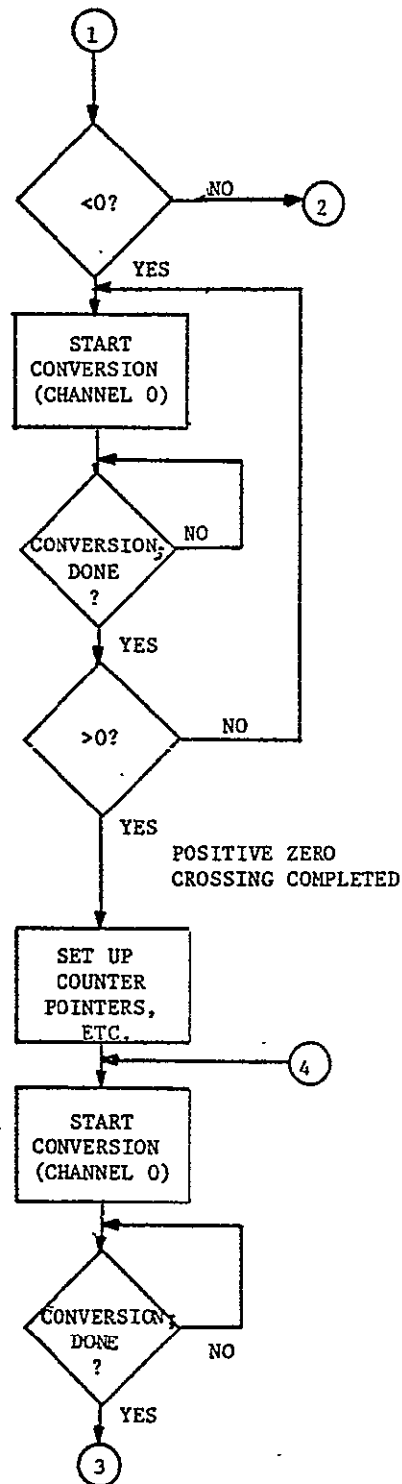 1
<0?
NO
2
YES
START
CONVERSION
(CHANNEL 0)
CONVERSION
DONE
?
NO
YES
>0?
NO
YES
POSITIVE ZERO
CROSSING COMPLETED
SET UP
COUNTER
POINTERS,
ETC.
4
START
CONVERSION
(CHANNEL 0)
CONVERSION
DONE
?
NO
YES
3